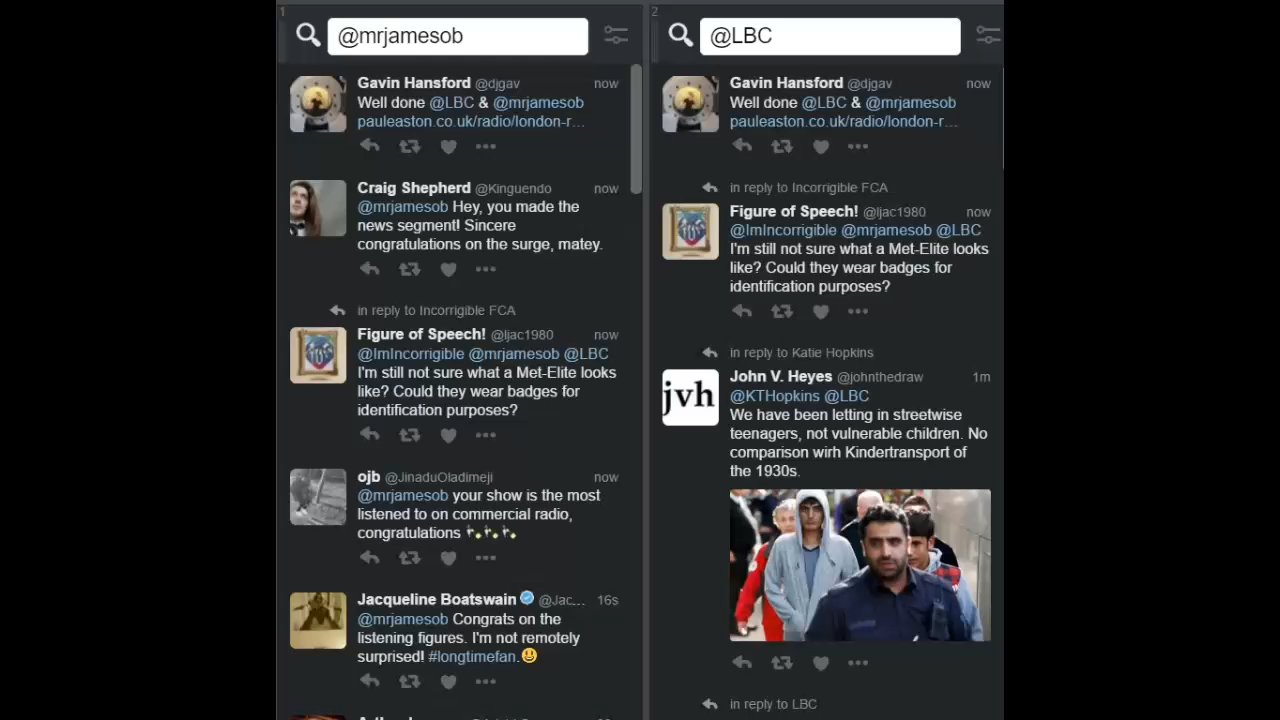 1
@mrjamesob
Gavin Hansford @djgav now
Well done @LBC & @mrjamesob
pauleaston.co.uk/radio/london-r...
Craig Shepherd @Kinguendo now
@mrjamesob Hey, you made the
news segment! Sincere
congratulations on the surge, matey.
in reply to Incorrigible FCA
Figure of Speech! @ljac1980 now
@ImIncorrigible @mrjamesob @LBC
I'm still not sure what a Met-Elite looks
like? Could they wear badges for
identification purposes?
ojb @JinaduOladimeji now
@mrjamesob your show is the most
listened to on commercial radio,
congratulations 🍾🍾🍾
Jacqueline Boatswain @Jac... 16s
@mrjamesob Congrats on the
listening figures. I'm not remotely
surprised! #longtimefan.😃
2
@LBC
Gavin Hansford @djgav now
Well done @LBC & @mrjamesob
pauleaston.co.uk/radio/london-r...
in reply to Incorrigible FCA
Figure of Speech! @ljac1980 now
@ImIncorrigible @mrjamesob @LBC
I'm still not sure what a Met-Elite looks
like? Could they wear badges for
identification purposes?
in reply to Katie Hopkins
jvh
John V. Heyes @johnthedraw 1m
@KTHopkins @LBC
We have been letting in streetwise
teenagers, not vulnerable children. No
comparison wirh Kindertransport of
the 1930s.
in reply to LBC